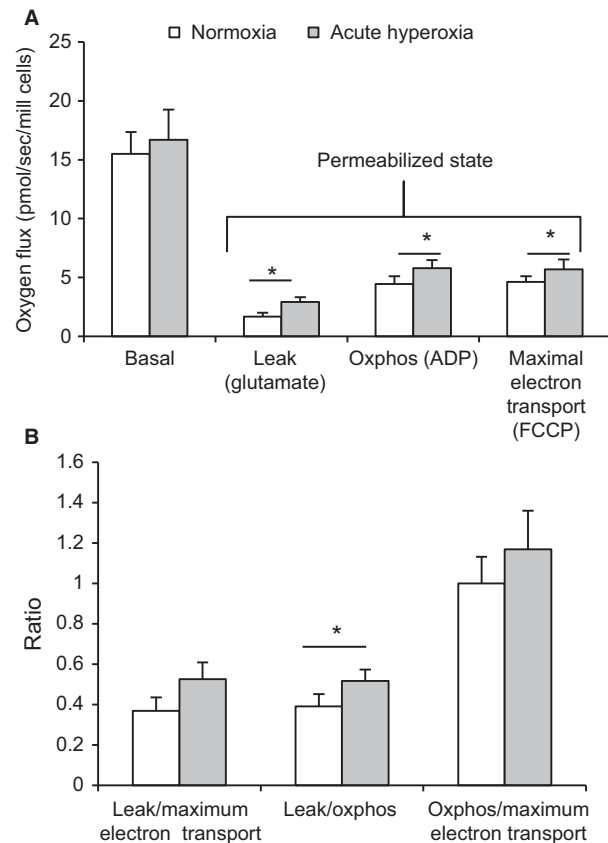 A
Normoxia Acute hyperoxia
Oxygen flux (pmol/sec/mill cells)
25
20
15
10
5
0
Permeabilized state
*
*
*
Basal
Leak
(glutamate)
Oxphos (ADP)
Maximal
electron
transport
(FCCP)
B
Ratio
1.6
1.4
1.2
1
0.8
0.6
0.4
0.2
0
*
Leak/maximum
electron transport
Leak/oxphos
Oxphos/maximum
electron transport